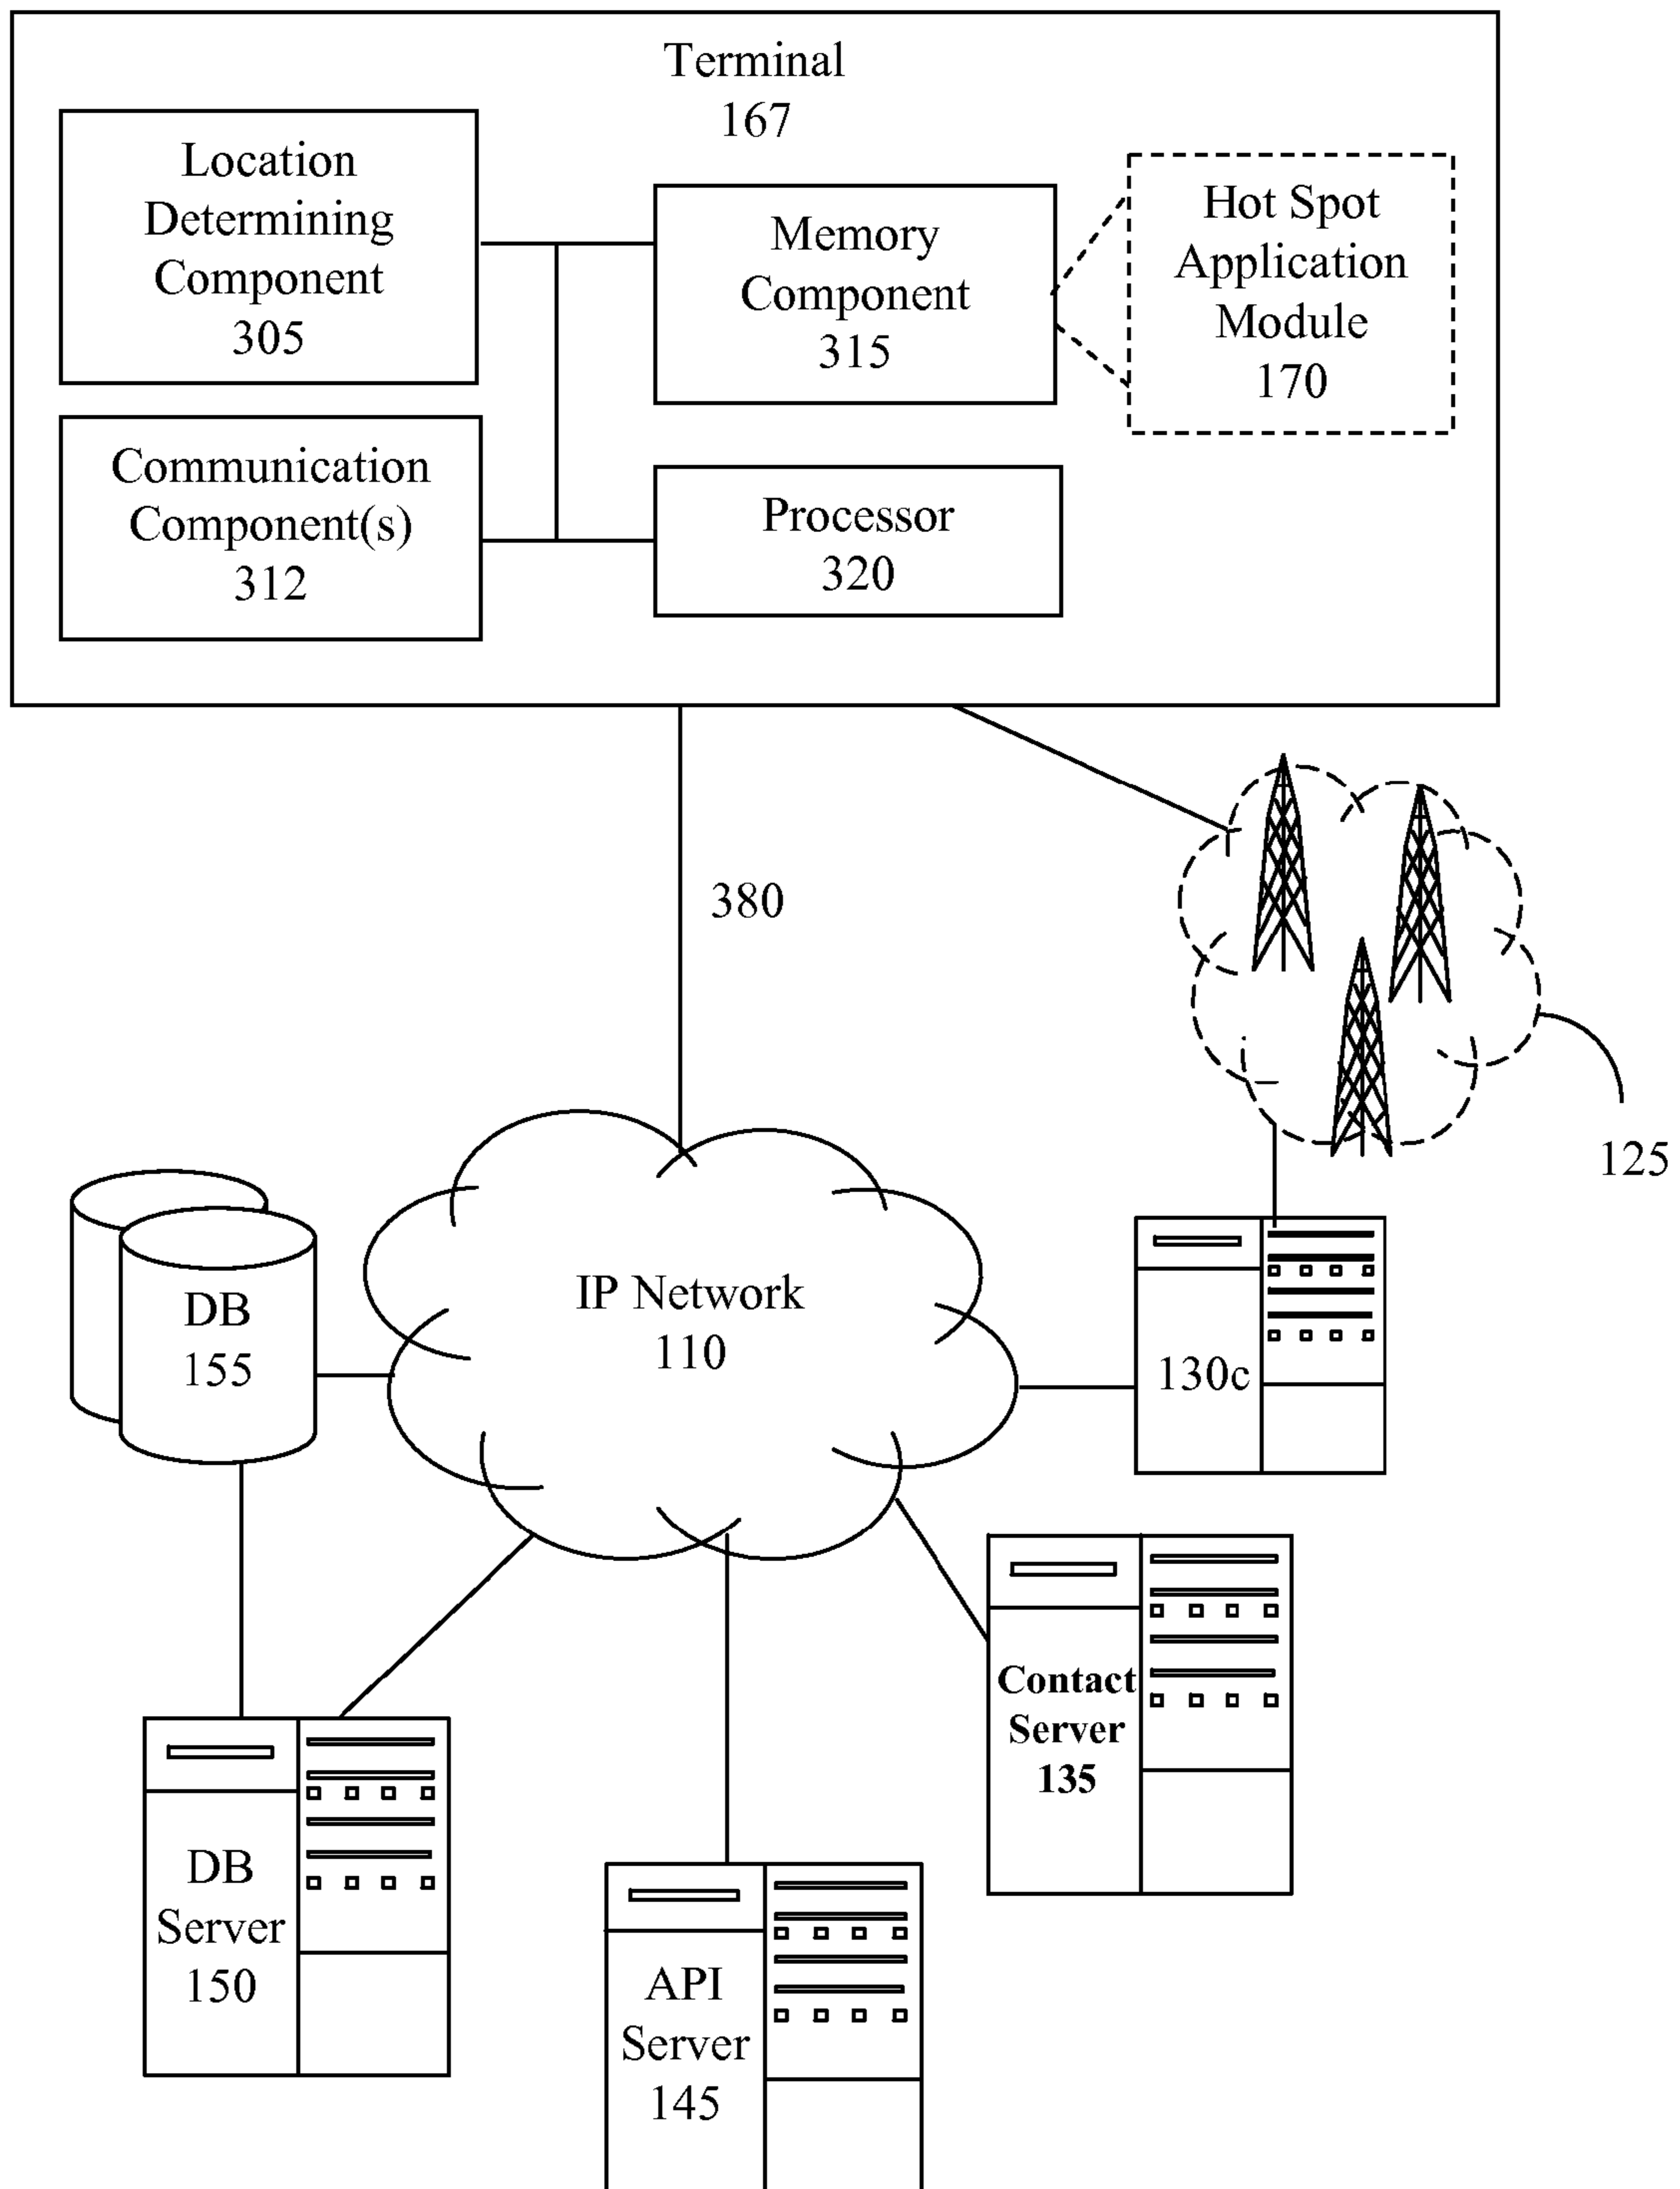 Terminal
167
Location
Determining
Component
305
Memory
Component
315
Hot Spot
Application
Module
170
Communication
Component(s)
312
Processor
320
380
125
IP Network
110
DB
155
130c
Contact
Server
135
DB
Server
150
API
Server
145